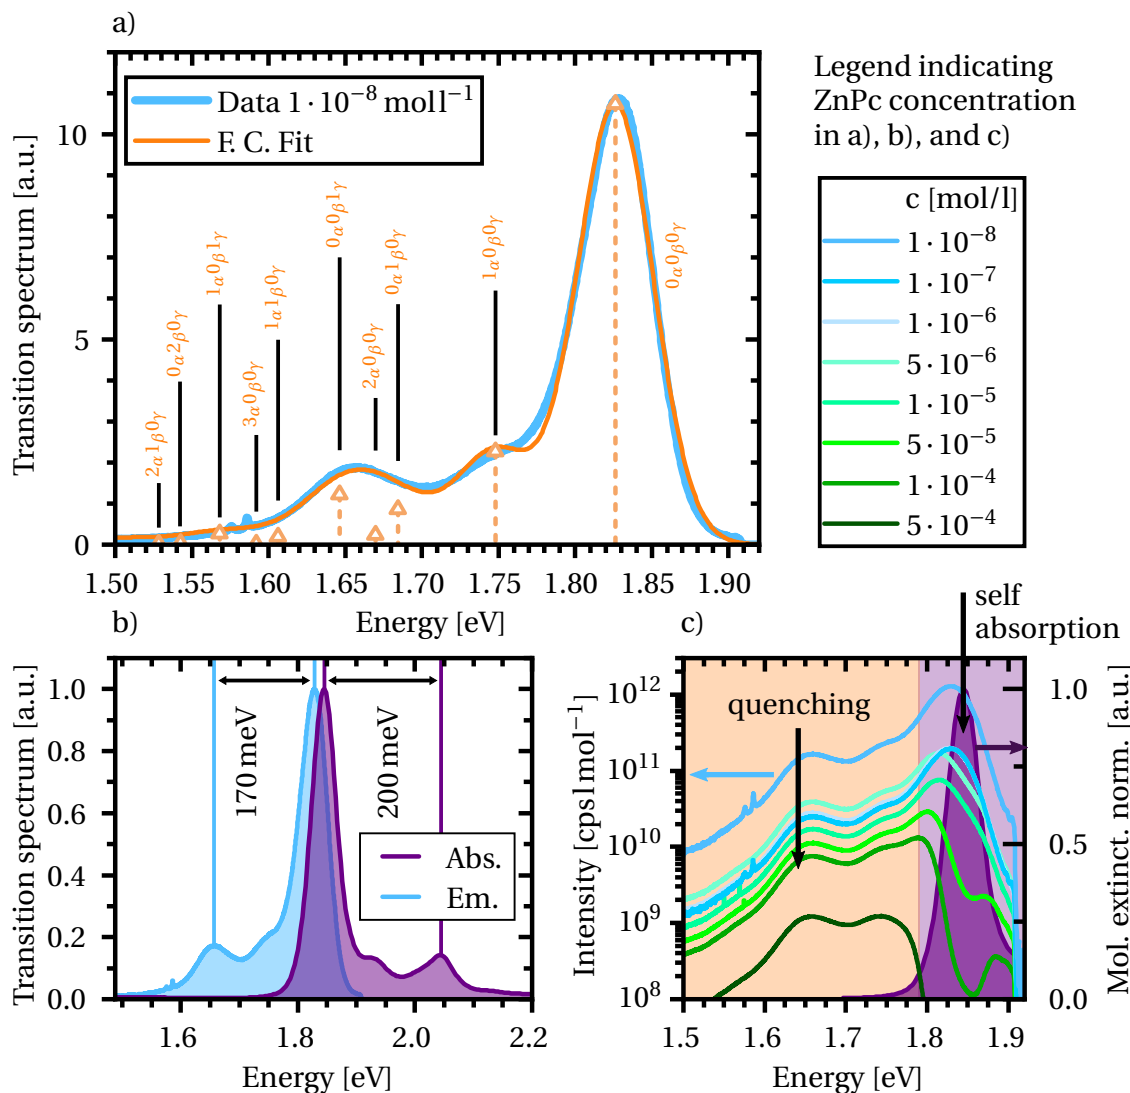 a)
Transition spectrum [a.u.]
10
5
0
Data 1 · 10⁻⁸ mol l⁻¹
F. C. Fit
2α1β0γ
0α2β0γ
1α0β1γ
3α0β0γ
1α1β0γ
0α0β1γ
2α0β0γ
0α1β0γ
1α0β0γ
0α0β0γ
1.50 1.55 1.60 1.65 1.70 1.75 1.80 1.85 1.90
Energy [eV]
Legend indicating
ZnPc concentration
in a), b), and c)
c [mol/l]
1 · 10⁻⁸
1 · 10⁻⁷
1 · 10⁻⁶
5 · 10⁻⁶
1 · 10⁻⁵
5 · 10⁻⁵
1 · 10⁻⁴
5 · 10⁻⁴
b)
Transition spectrum [a.u.]
1.0
0.8
0.6
0.4
0.2
0.0
170 meV
200 meV
Abs.
Em.
1.6 1.8 2.0 2.2
Energy [eV]
c)
self
absorption
quenching
Intensity [cps l mol⁻¹]
10¹²
10¹¹
10¹⁰
10⁹
10⁸
1.0
0.5
0.0
Mol. extinct. norm. [a.u.]
1.5 1.6 1.7 1.8 1.9
Energy [eV]